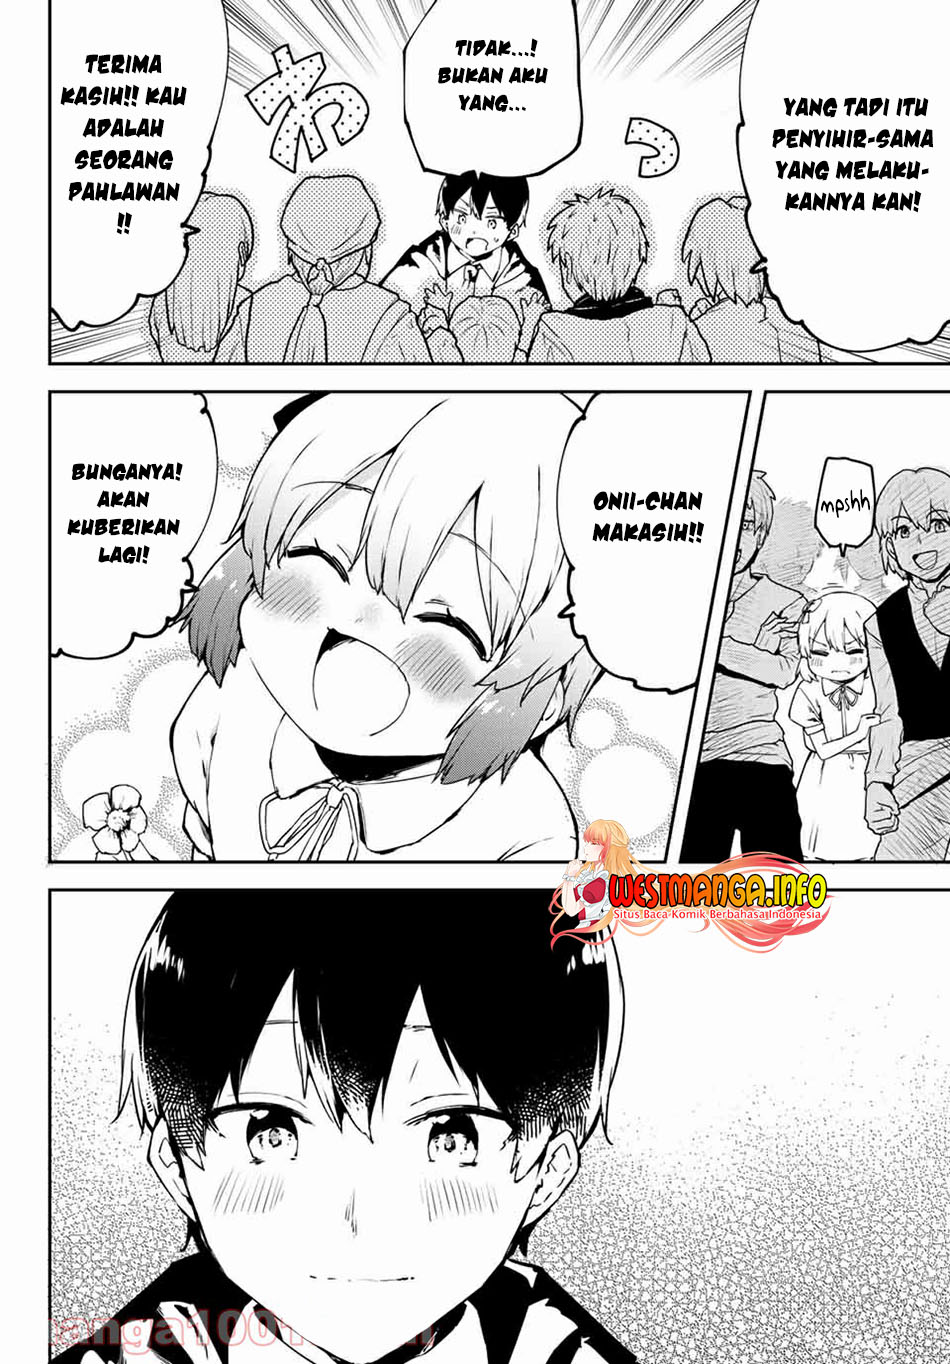 YANG TADI ITU
PENYIHIR-SAMA
YANG MELAKU-
KANNYA KAN!
TIDAK...!
BUKAN AKU
YANG...
わ
っ
TERIMA
KASIH!! KAU
ADALAH
SEORANG
PAHLAWAN
!!
mpshh
ONII-CHAN
MAKASIH!!
BUNGANYA!
AKAN
KUBERIKAN
LAGI!
WESTMANGA.INFO
Situs Baca Komik Berbahasa Indonesia